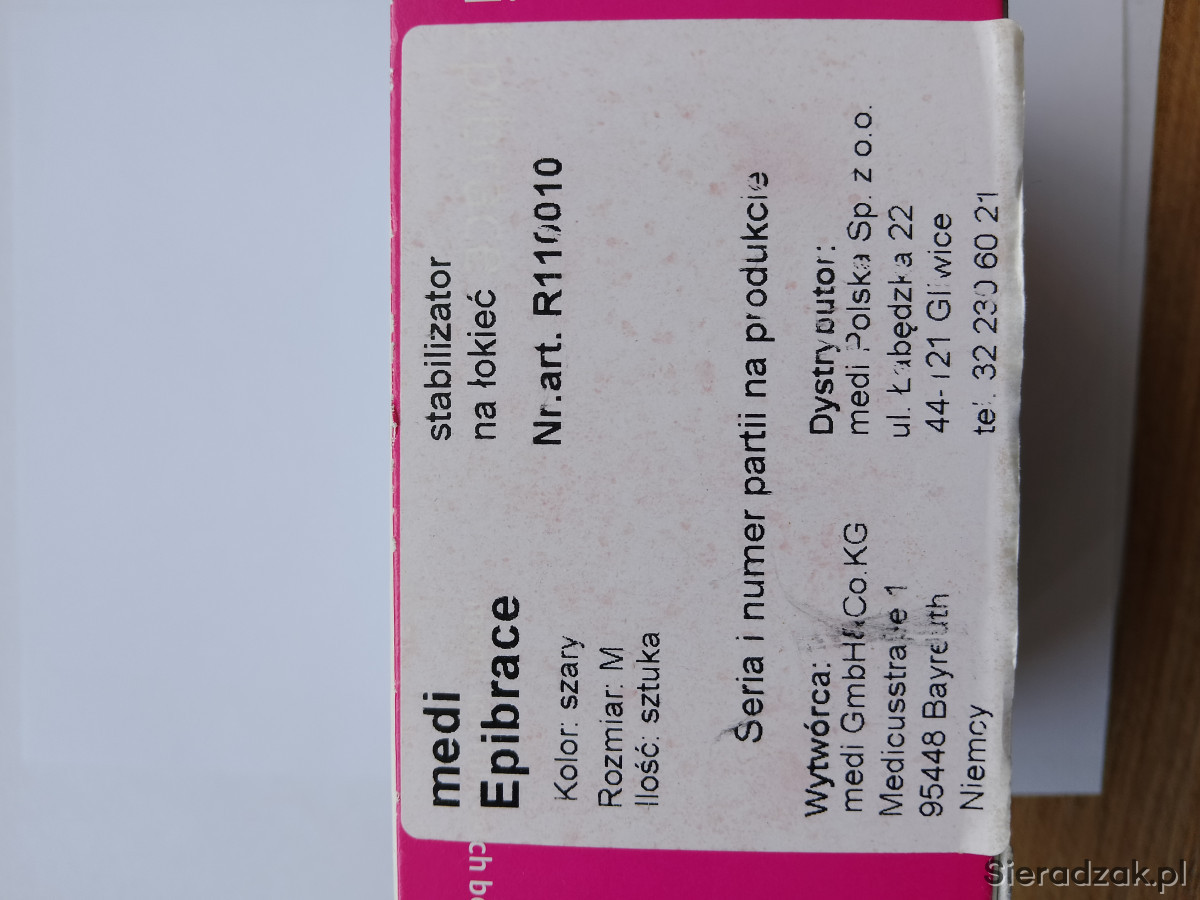 medi
Epibrace
stabilizator
na łokieć
Nr.art. R110010
Kolor: szary
Rozmiar: M
Ilość: sztuka
Seria i numer partii na produkcie
Wytwórca:
medi GmbH&Co.KG
Medicusstraße 1
95448 Bayreuth
Niemcy
Dystrybutor:
medi Polska Sp. z o.o.
ul. Łabędzka 22
44-121 Gliwice
tel. 32 230 60 21
Sieradzak.pl